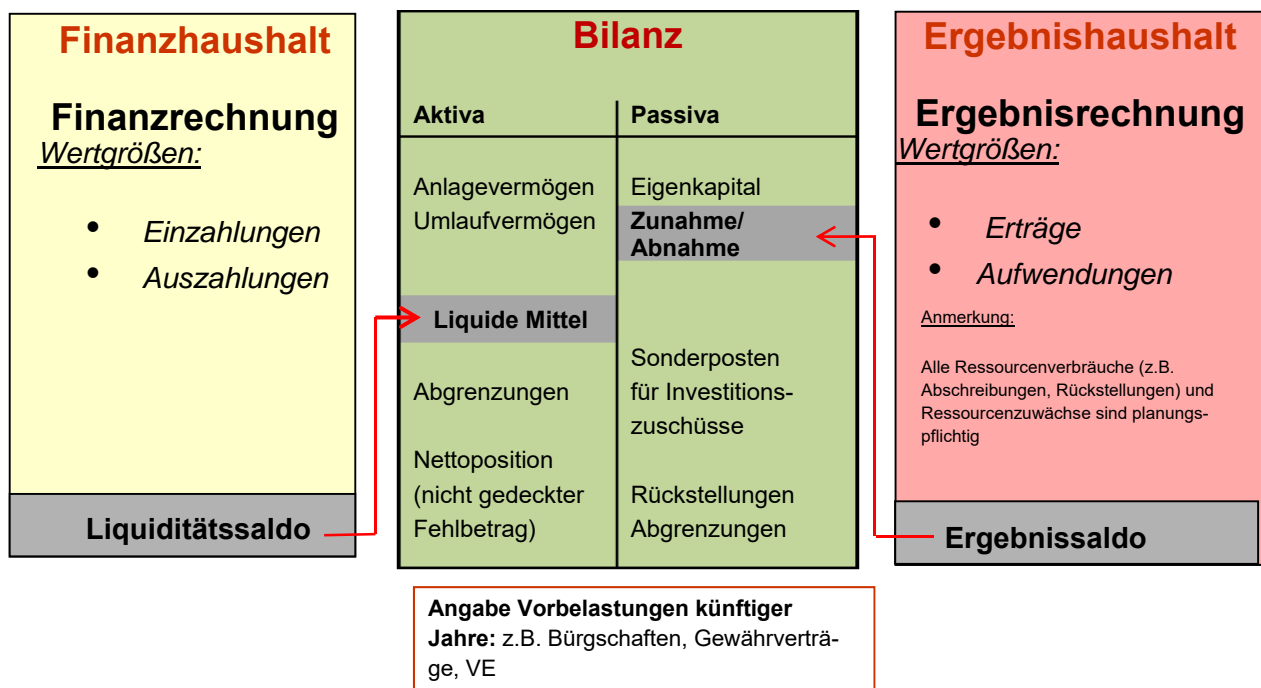 Finanzhaushalt
Finanzrechnung
Wertgrößen:
• Einzahlungen
• Auszahlungen
Liquiditätssaldo
Bilanz
Aktiva
Anlagevermögen
Umlaufvermögen
Liquide Mittel
Abgrenzungen
Nettoposition
(nicht gedeckter
Fehlbetrag)
Passiva
Eigenkapital
Zunahme/
Abnahme
Sonderposten
für Investitions-
zuschüsse
Rückstellungen
Abgrenzungen
Ergebnishaushalt
Ergebnisrechnung
Wertgrößen:
• Erträge
• Aufwendungen
Anmerkung:
Alle Ressourcenverbräuche (z.B.
Abschreibungen, Rückstellungen) und
Ressourcenzuwächse sind planungs-
pflichtig
Ergebnissaldo
Angabe Vorbelastungen künftiger
Jahre: z.B. Bürgschaften, Gewährverträ-
ge, VE